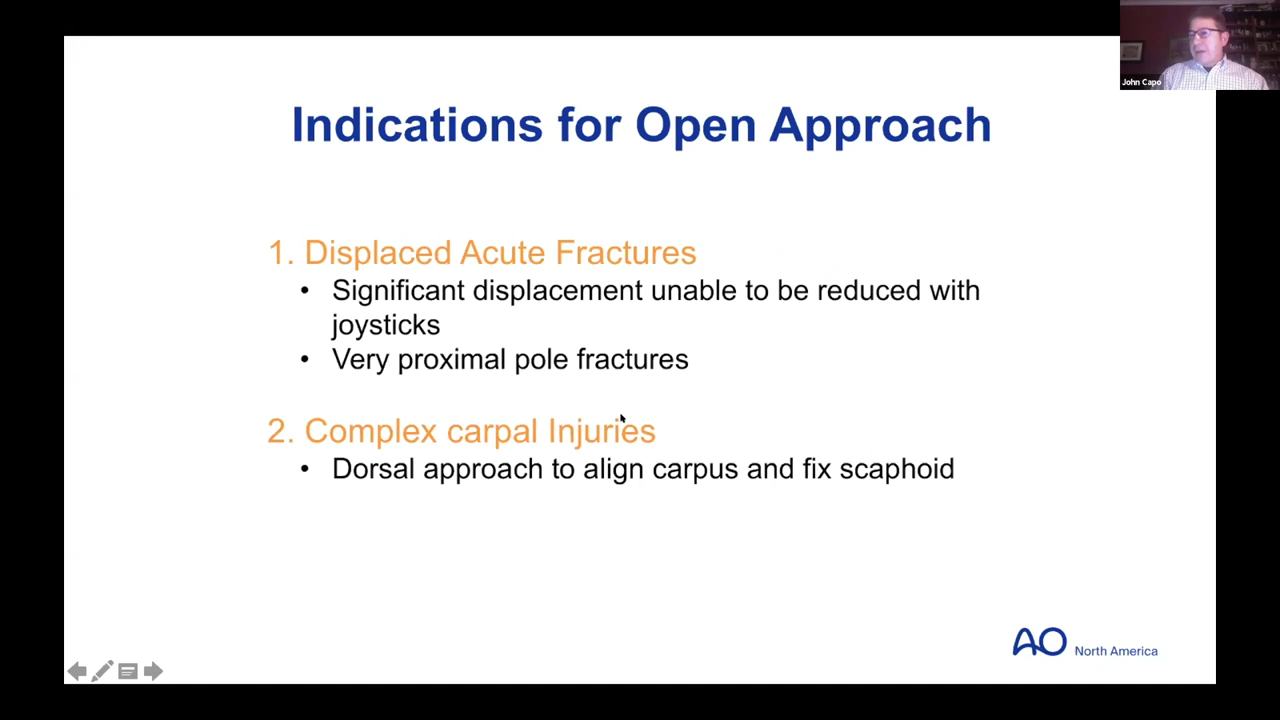 John Capo
Indications for Open Approach
1. Displaced Acute Fractures
• Significant displacement unable to be reduced with
joysticks
• Very proximal pole fractures
2. Complex carpal Injuries
• Dorsal approach to align carpus and fix scaphoid
AO North America